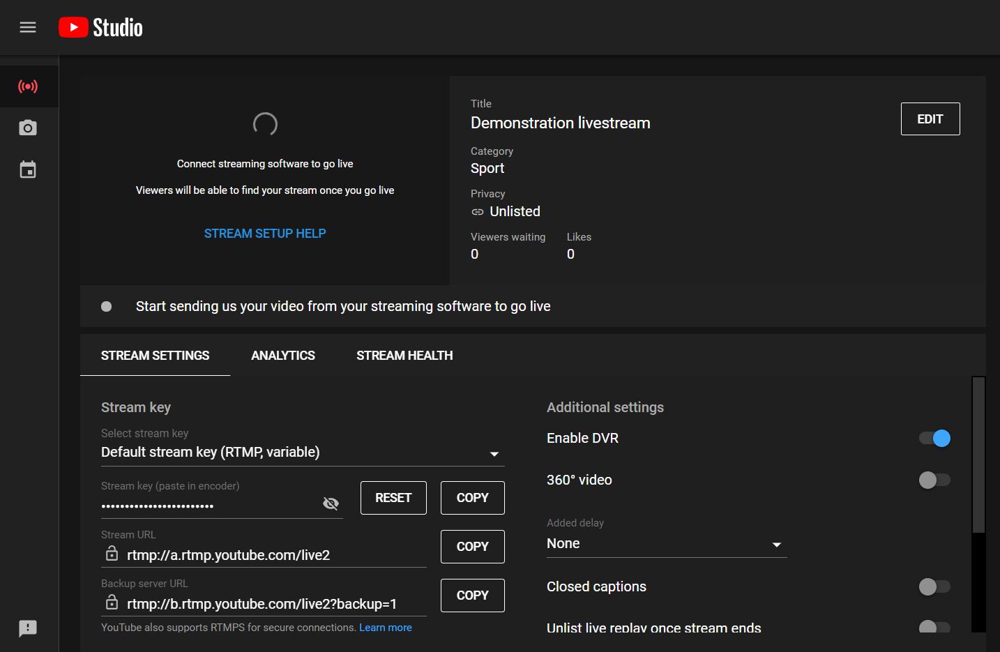 Studio
Connect streaming software to go live
Viewers will be able to find your stream once you go live
STREAM SETUP HELP
Title
Demonstration livestream
EDIT
Category
Sport
Privacy
Unlisted
Viewers waiting Likes
0 0
Start sending us your video from your streaming software to go live
STREAM SETTINGS ANALYTICS STREAM HEALTH
Stream key
Select stream key
Default stream key (RTMP, variable)
Stream key (paste in encoder)
••••••••••••••••••••••••
RESET COPY
Stream URL
rtmp://a.rtmp.youtube.com/live2
COPY
Backup server URL
rtmp://b.rtmp.youtube.com/live2?backup=1
COPY
YouTube also supports RTMPS for secure connections. Learn more
Additional settings
Enable DVR
360° video
Added delay
None
Closed captions
Unlist live replay once stream ends